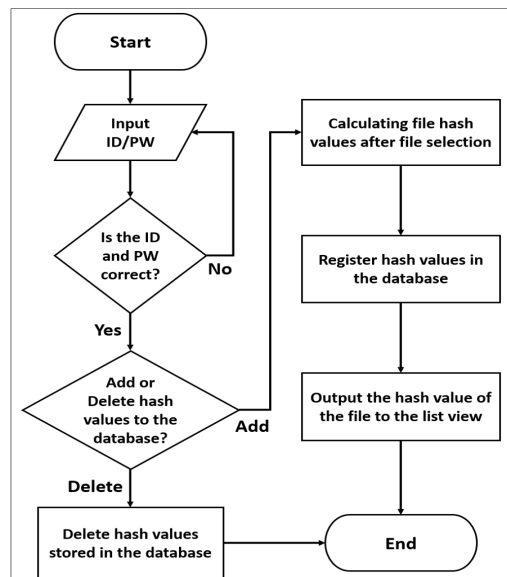 Start
Input
ID/PW
Is the ID
and PW
correct?
No
Yes
Add or
Delete hash
values to the
database?
Add
Delete
Delete hash values
stored in the database
Calculating file hash
values after file selection
Register hash values in
the database
Output the hash value of
the file to the list view
End